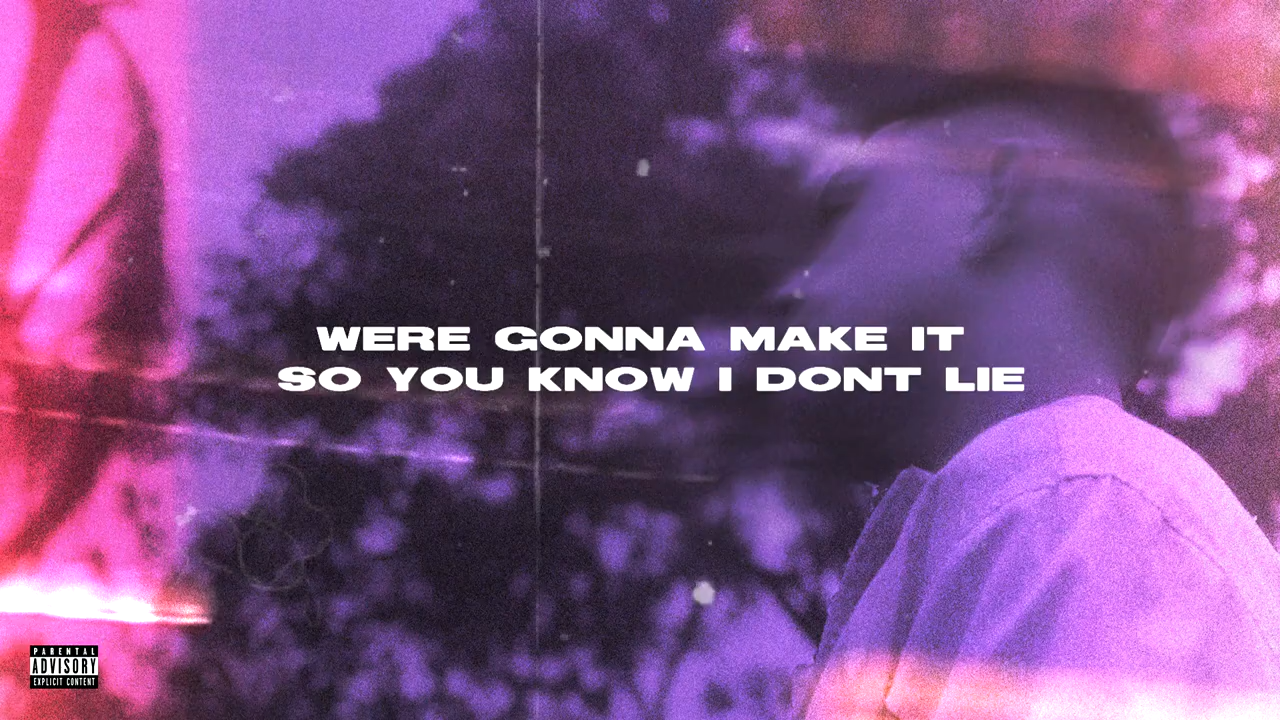 WERE GONNA MAKE IT
SO YOU KNOW I DONT LIE
PARENTAL
ADVISORY
EXPLICIT CONTENT